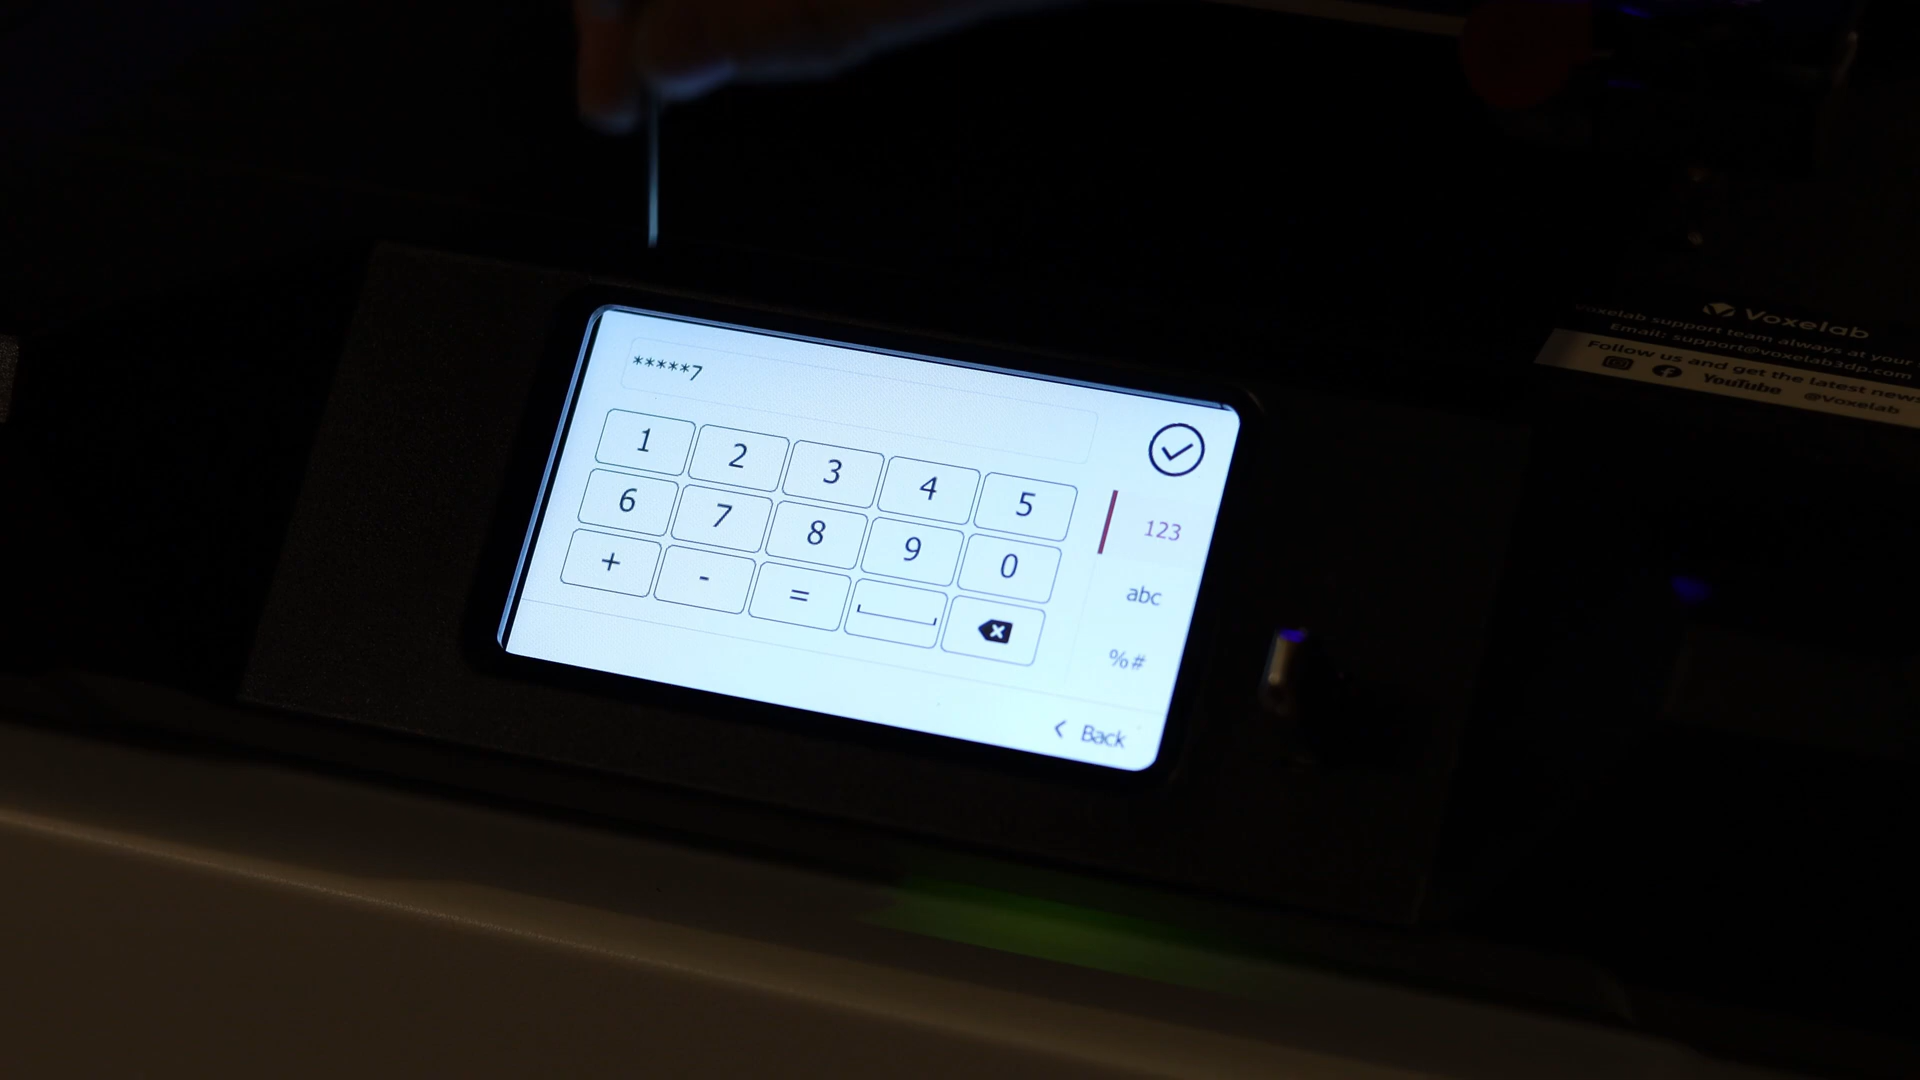 *****7
1 2 3 4 5
6 7 8 9 0
+ - =
123
abc
%#
Back
Voxelab
Voxelab support team always at your
Email: support@voxelab3dp.com
Follow us and get the latest news
YouTube @Voxelab